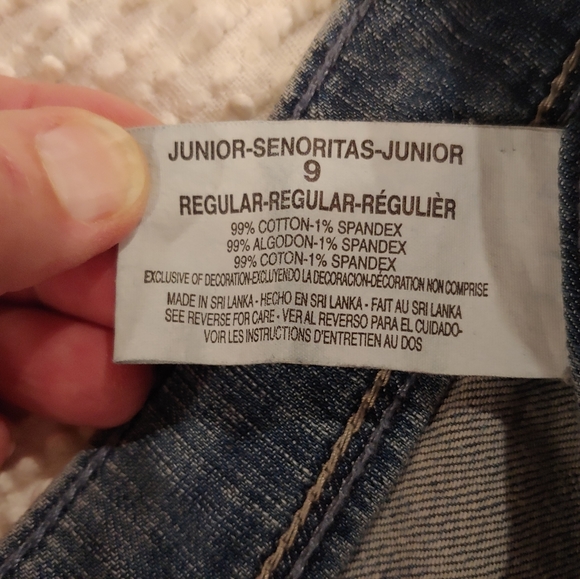 JUNIOR-SENORITAS-JUNIOR
9
REGULAR-REGULAR-RÉGULIÈR
99% COTTON-1% SPANDEX
99% ALGODON-1% SPANDEX
99% COTON-1% SPANDEX
EXCLUSIVE OF DECORATION-EXCLUYENDO LA DECORACION-DÉCORATION NON COMPRISE
MADE IN SRI LANKA - HECHO EN SRI LANKA - FAIT AU SRI LANKA
SEE REVERSE FOR CARE - VER AL REVERSO PARA EL CUIDADO-
VOIR LES INSTRUCTIONS D'ENTRETIEN AU DOS